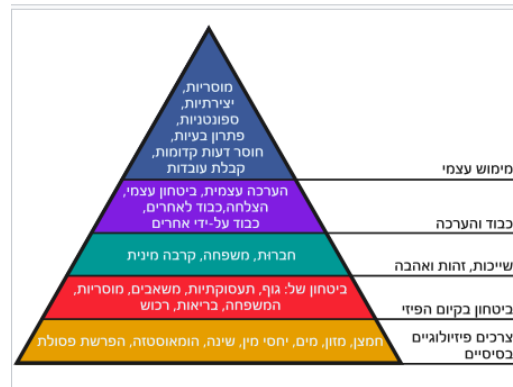 מוסריות,
יצירתיות,
ספונטניות,
פתרון בעיות,
חוסר דעות קדומות,
קבלת עובדות
מימוש עצמי
הערכה עצמית, ביטחון עצמי,
הצלחה,כבוד לאחרים,
כבוד על-ידי אחרים
כבוד והערכה
חברוּת, משפחה, קרבה מינית
שייכות, זהות ואהבה
ביטחון של: גוף, תעסוקתיות, משאבים, מוסריות,
המשפחה, בריאות, רכוש
ביטחון בקיום הפיזי
חמצן, מזון, מים, יחסי מין, שינה, הומאוסטזה, הפרשת פסולת
צרכים פיזיולוגיים
בסיסיים